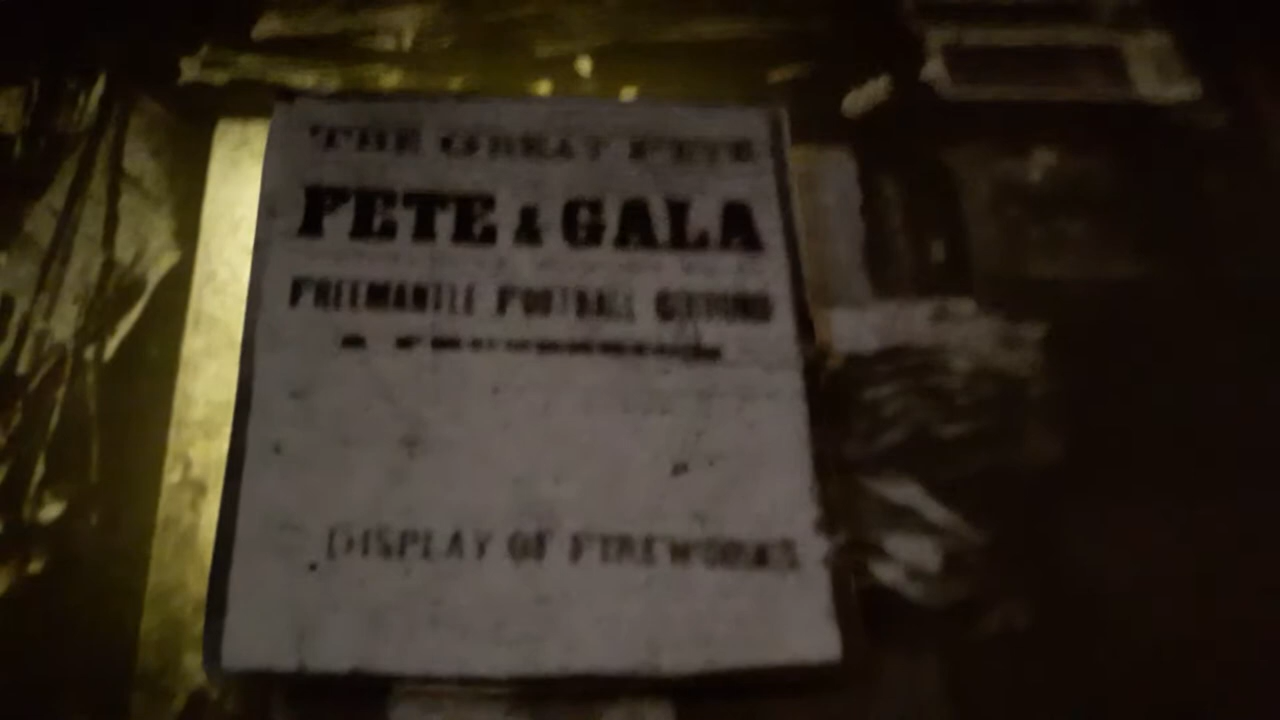 THE GREAT FETE
FETE & GALA
FREEMANTLE FOOTBALL GROUND
DISPLAY OF FIREWORKS